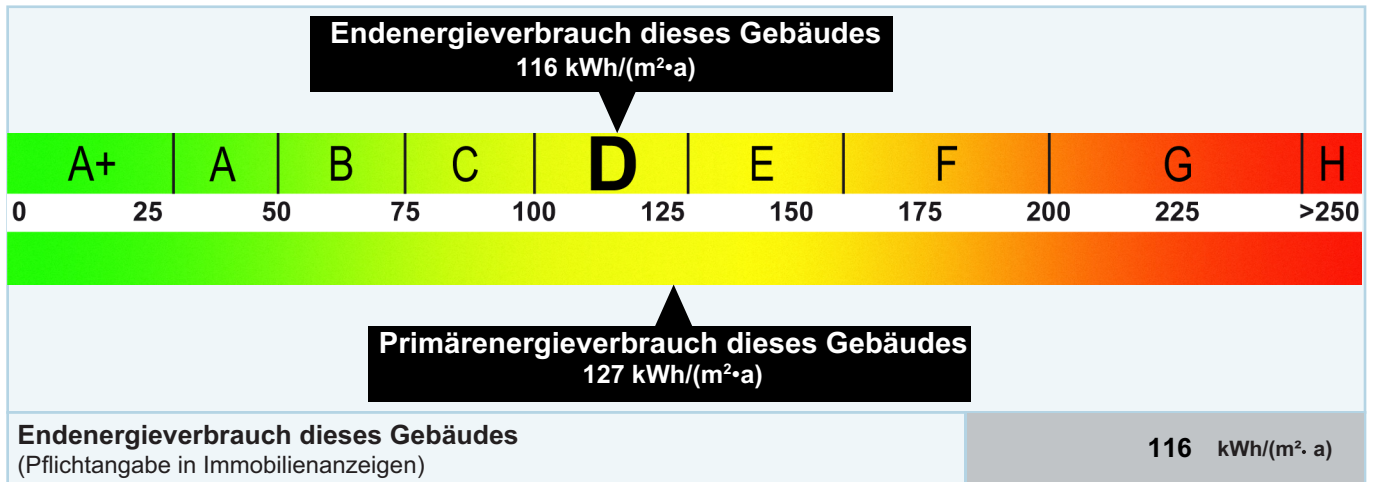 Endenergieverbrauch dieses Gebäudes
116 kWh/(m²•a)
A+ A B C D E F G H
0 25 50 75 100 125 150 175 200 225 >250
Primärenergieverbrauch dieses Gebäudes
127 kWh/(m²•a)
Endenergieverbrauch dieses Gebäudes
(Pflichtangabe in Immobilienanzeigen)
116 kWh/(m²· a)